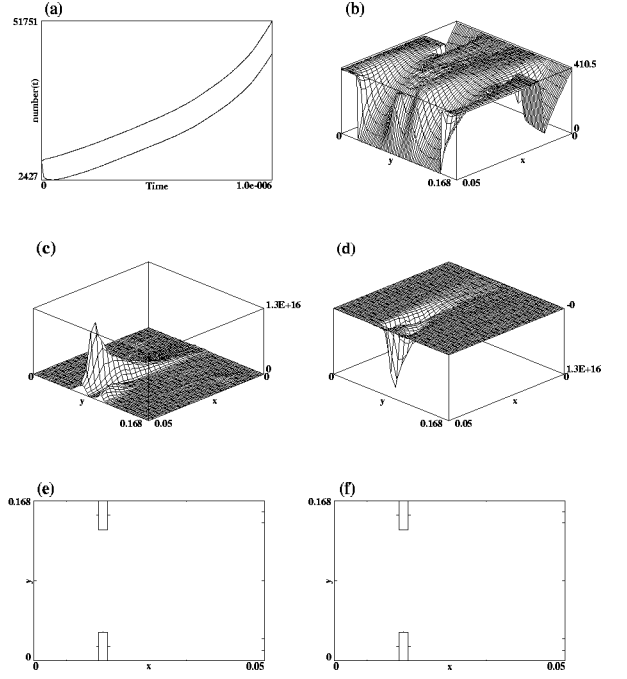 (a)
(b)
51751
number(t)
2427
0
Time
1.0e-006
410.5
0
0
0
y
x
0.168
0.05
(c)
(d)
1.3E+16
0
0
0
y
x
0.168
0.05
-0
1.3E+16
0
0
y
x
0.168
0.05
(e)
(f)
0.168
y
0
0
x
0.05
0.168
y
0
0
x
0.05